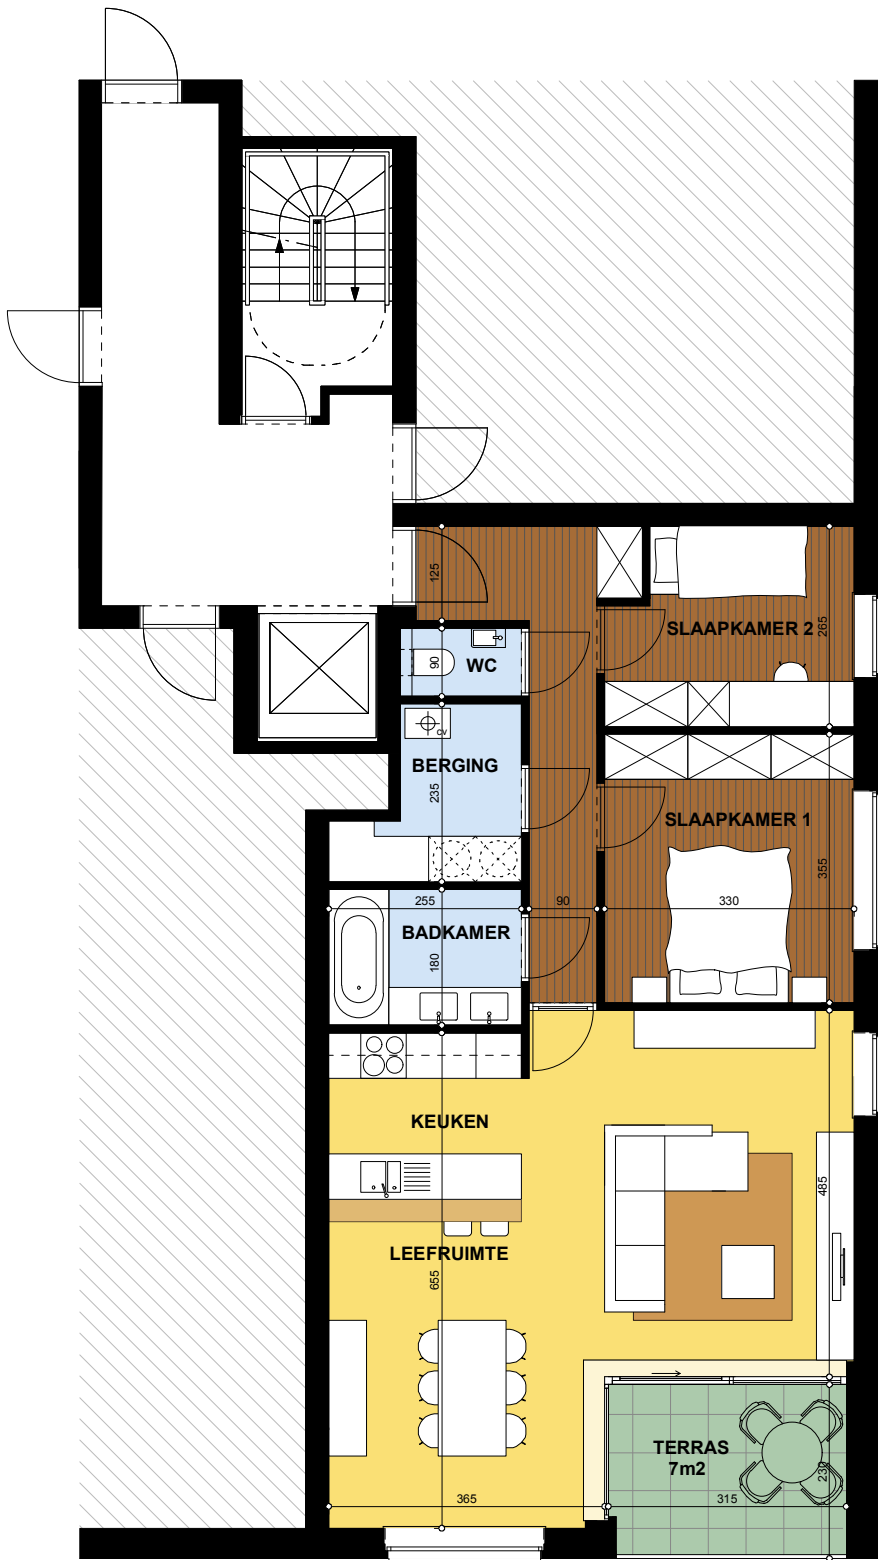 125
SLAAPKAMER 2
265
WC
90
CV
BERGING
235
SLAAPKAMER 1
355
255
90
330
BADKAMER
180
KEUKEN
485
LEEFRUIMTE
655
TERRAS
7m2
230
365
315